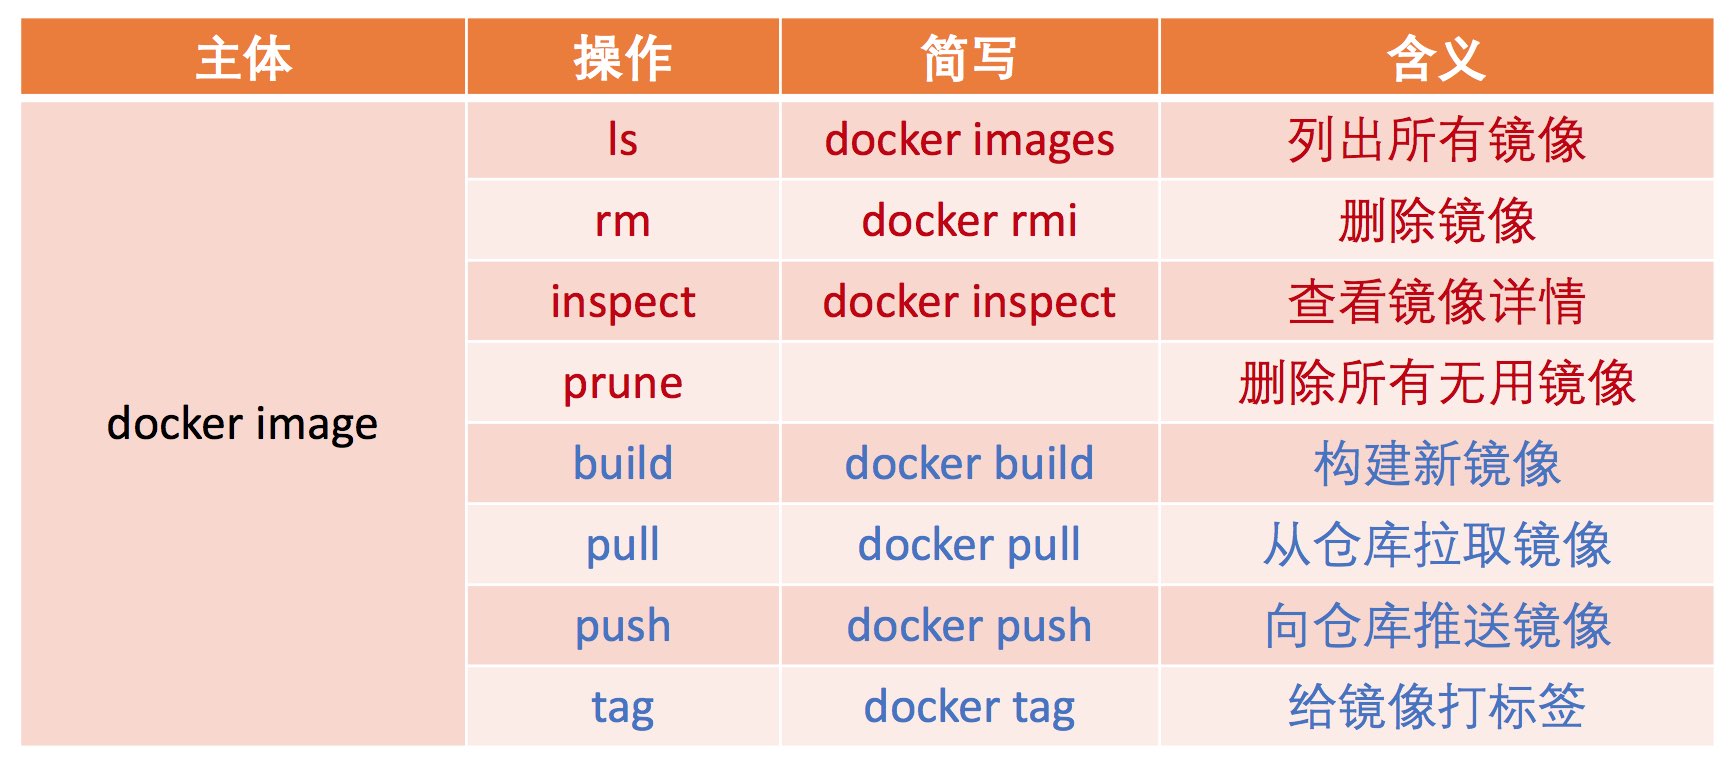 主体 操作 简写 含义
docker image
ls docker images 列出所有镜像
rm docker rmi 删除镜像
inspect docker inspect 查看镜像详情
prune 删除所有无用镜像
build docker build 构建新镜像
pull docker pull 从仓库拉取镜像
push docker push 向仓库推送镜像
tag docker tag 给镜像打标签